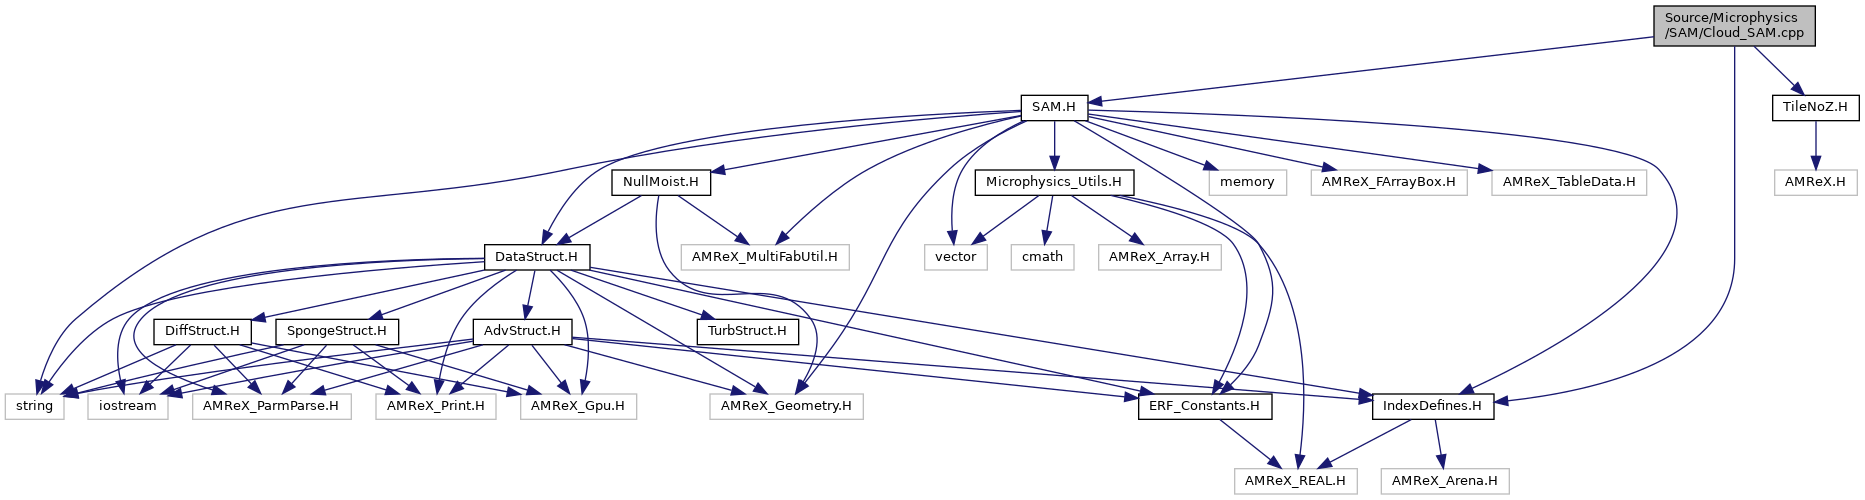 Source/Microphysics
/SAM/Cloud_SAM.cpp
SAM.H
TileNoZ.H
NullMoist.H
Microphysics_Utils.H
memory
AMReX_FArrayBox.H
AMReX_TableData.H
AMReX.H
DataStruct.H
AMReX_MultiFabUtil.H
vector
cmath
AMReX_Array.H
DiffStruct.H
SpongeStruct.H
AdvStruct.H
TurbStruct.H
string
iostream
AMReX_ParmParse.H
AMReX_Print.H
AMReX_Gpu.H
AMReX_Geometry.H
ERF_Constants.H
IndexDefines.H
AMReX_REAL.H
AMReX_Arena.H